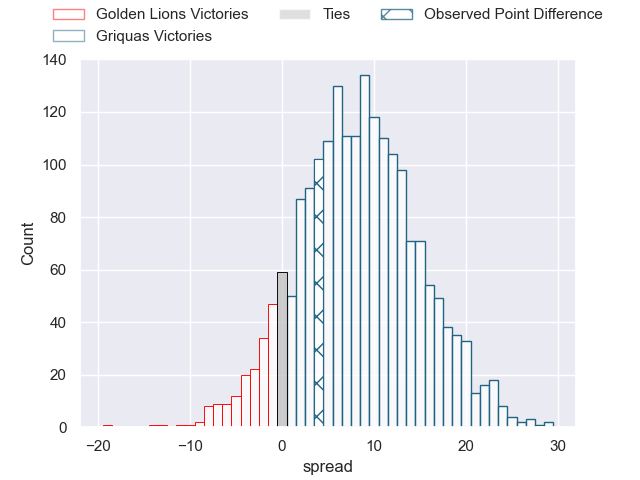 Golden Lions Victories
Griquas Victories
Ties
Observed Point Difference
140
120
100
80
60
40
20
0
Count
−20
−10
0
10
20
30
spread